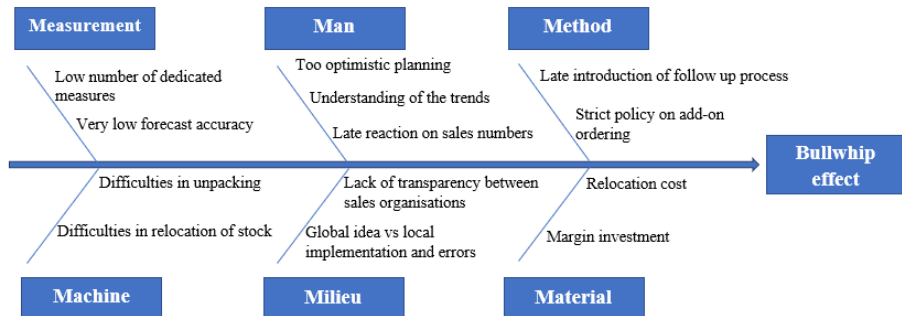 Measurement
Man
Method
Low number of dedicated
measures
Very low forecast accuracy
Too optimistic planning
Understanding of the trends
Late reaction on sales numbers
Late introduction of follow up process
Strict policy on add-on
ordering
Bullwhip
effect
Difficulties in unpacking
Difficulties in relocation of stock
Lack of transparency between
sales organisations
Global idea vs local
implementation and errors
Relocation cost
Margin investment
Machine
Milieu
Material